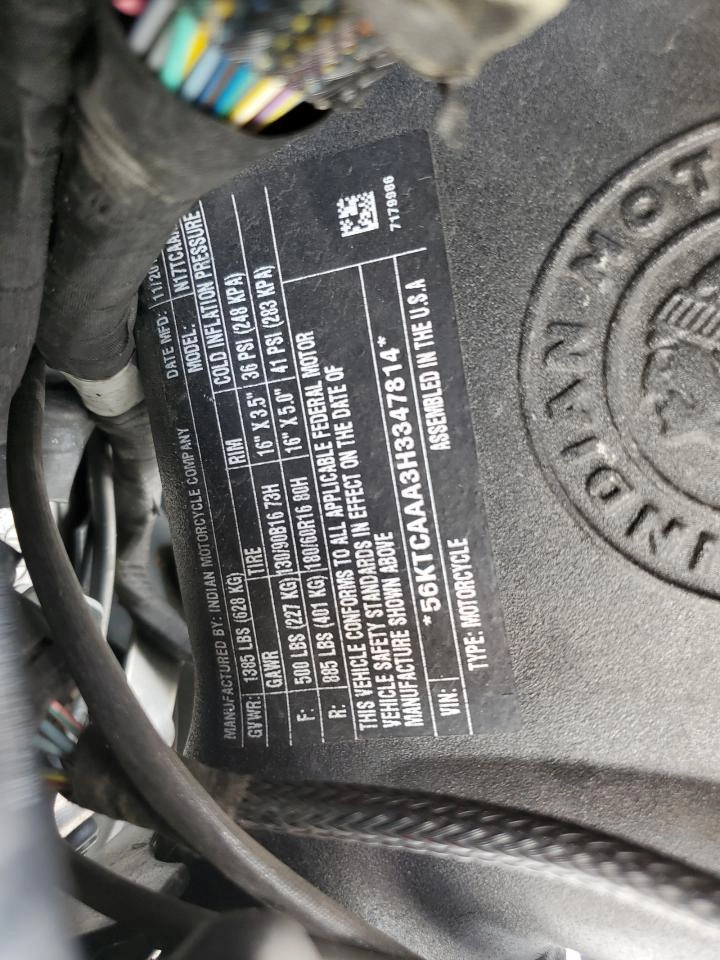 MANUFACTURED BY: INDIAN MOTORCYCLE COMPANY DATE MFD: 11/20
GVWR: 1385 LBS (628 KG) MODEL: N17TCAAA
GAWR TIRE RIM COLD INFLATION PRESSURE
F: 500 LBS (227 KG) 130/90B16 73H 16" X 3.5" 36 PSI (248 KPA)
R: 885 LBS (401 KG) 180/60R16 80H 16" X 5.0" 41 PSI (283 KPA)
THIS VEHICLE CONFORMS TO ALL APPLICABLE FEDERAL MOTOR
VEHICLE SAFETY STANDARDS IN EFFECT ON THE DATE OF
MANUFACTURE SHOWN ABOVE
VIN: *56KTCAAA3H3347814*
TYPE: MOTORCYCLE ASSEMBLED IN THE U.S.A
7179966
INDIAN MOT